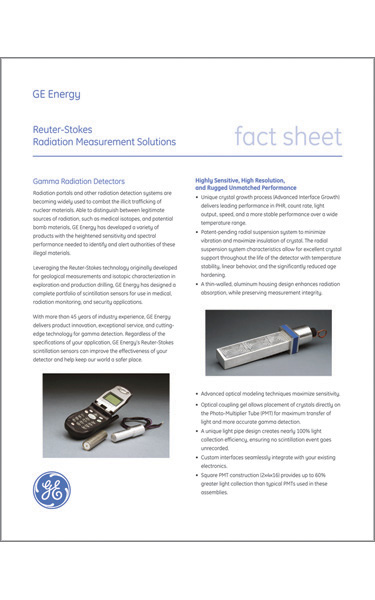 GE Energy
Reuter-Stokes
Radiation Measurement Solutions
fact sheet
Gamma Radiation Detectors
Radiation portals and other radiation detection systems are
becoming widely used to combat the illicit trafficking of
nuclear materials. Able to distinguish between legitimate
sources of radiation, such as medical isotopes, and potential
bomb materials, GE Energy has developed a variety of
products with the heightened sensitivity and spectral
performance needed to identify and alert authorities of these
illegal materials.
Leveraging the Reuter-Stokes technology originally developed
for geological measurements and isotopic characterization in
exploration and production drilling, GE Energy has designed a
complete portfolio of scintillation sensors for use in medical,
radiation monitoring, and security applications.
With more than 45 years of industry experience, GE Energy
delivers product innovation, exceptional service, and cutting-
edge technology for gamma detection. Regardless of the
specifications of your application, GE Energy's Reuter-Stokes
scintillation sensors can improve the effectiveness of your
detector and help keep our world a safer place.
Highly Sensitive, High Resolution,
and Rugged Unmatched Performance
• Unique crystal growth process (Advanced Interface Growth)
delivers leading performance in PHR, count rate, light
output, speed, and a more stable performance over a wide
temperature range.
• Patent-pending radial suspension system to minimize
vibration and maximize insulation of crystal. The radial
suspension system characteristics allow for excellent crystal
support throughout the life of the detector with temperature
stability, linear behavior, and the significantly reduced age
hardening.
• A thin-walled, aluminum housing design enhances radiation
absorption, while preserving measurement integrity.
• Advanced optical modeling techniques maximize sensitivity.
• Optical coupling gel allows placement of crystals directly on
the Photo-Multiplier Tube (PMT) for maximum transfer of
light and more accurate gamma detection.
• A unique light pipe design creates nearly 100% light
collection efficiency, ensuring no scintillation event goes
unrecorded.
• Custom interfaces seamlessly integrate with your existing
electronics.
• Square PMT construction (2x4x16) provides up to 60%
greater light collection than typical PMTs used in these
assemblies.
GE